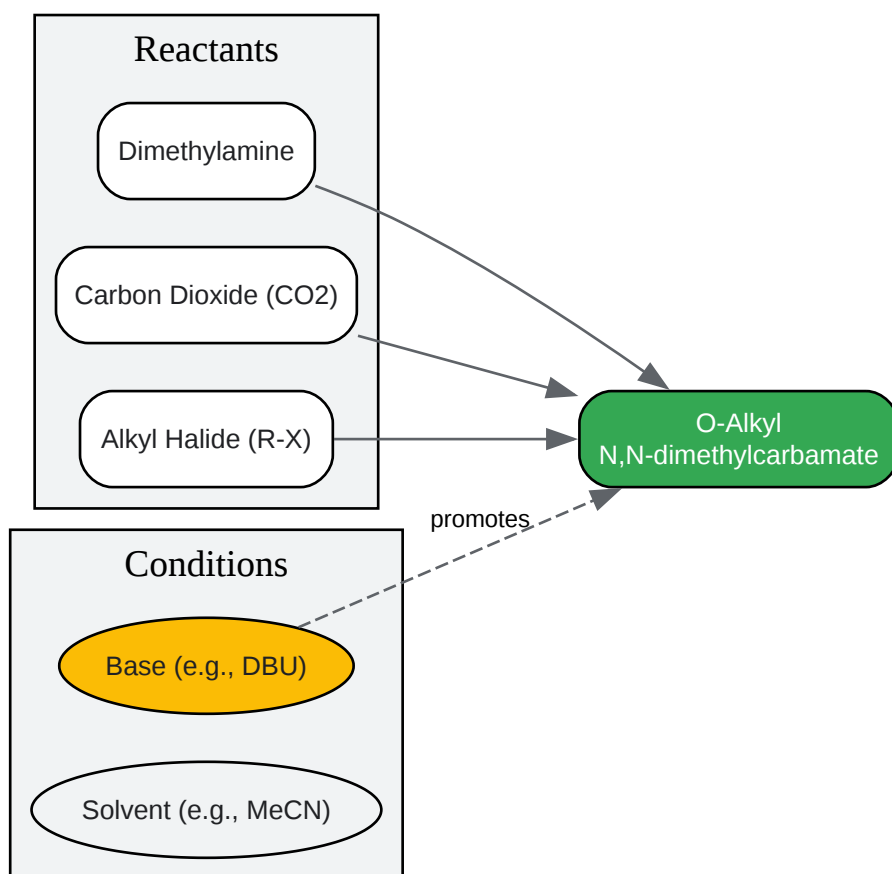 Reactants
Dimethylamine
Carbon Dioxide (CO2)
Alkyl Halide (R-X)
O-Alkyl
N,N-dimethylcarbamate
promotes
Conditions
Base (e.g., DBU)
Solvent (e.g., MeCN)